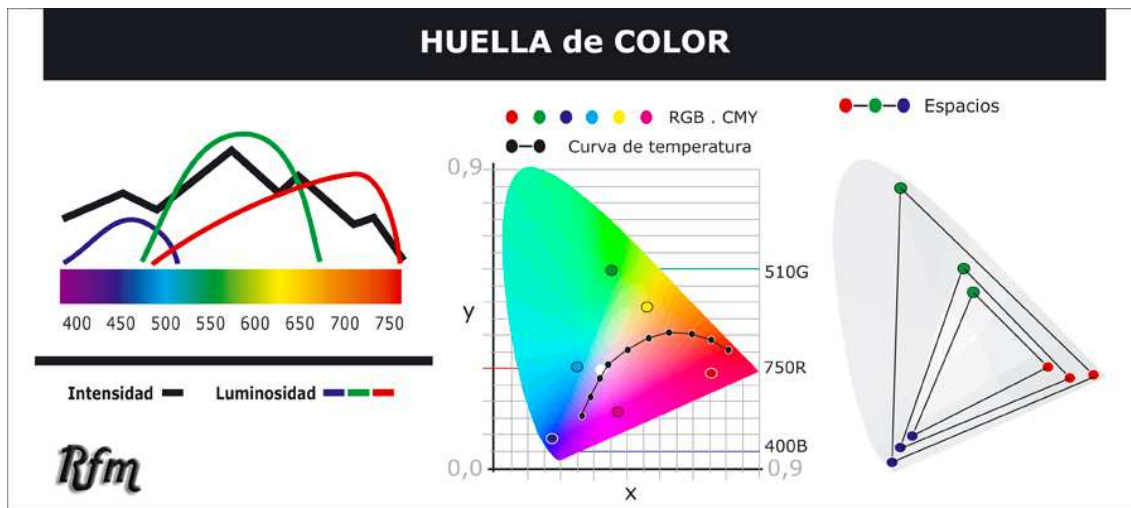 HUELLA de COLOR
400 450 500 550 600 650 700 750
Intensidad
Luminosidad
Rfm
RGB . CMY
Curva de temperatura
0,9
y
510G
750R
400B
0,0
0,9
x
Espacios